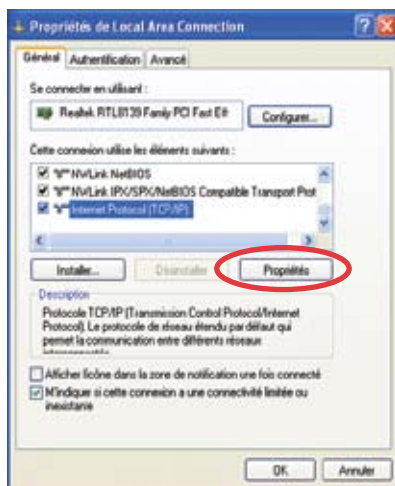 Propriétés de Local Area Connection
Général Authentification Avancé
Se connecter en utilisant :
Realtek RTL8139 Family PCI Fast Eth
Configurer...
Cette connexion utilise les éléments suivants :
NWLink NetBIOS
NWLink IPX/SPX/NetBIOS Compatible Transport Prot
Internet Protocol (TCP/IP)
Installer... Désinstaller Propriétés
Description
Protocole TCP/IP (Transmission Control Protocol/Internet
Protocol). Le protocole de réseau étendu par défaut qui
permet la communication entre différents réseaux
Afficher l'icône dans la zone de notification une fois connecté
M'indiquer si cette connexion a une connectivité limitée ou
inexistante
OK Annuler